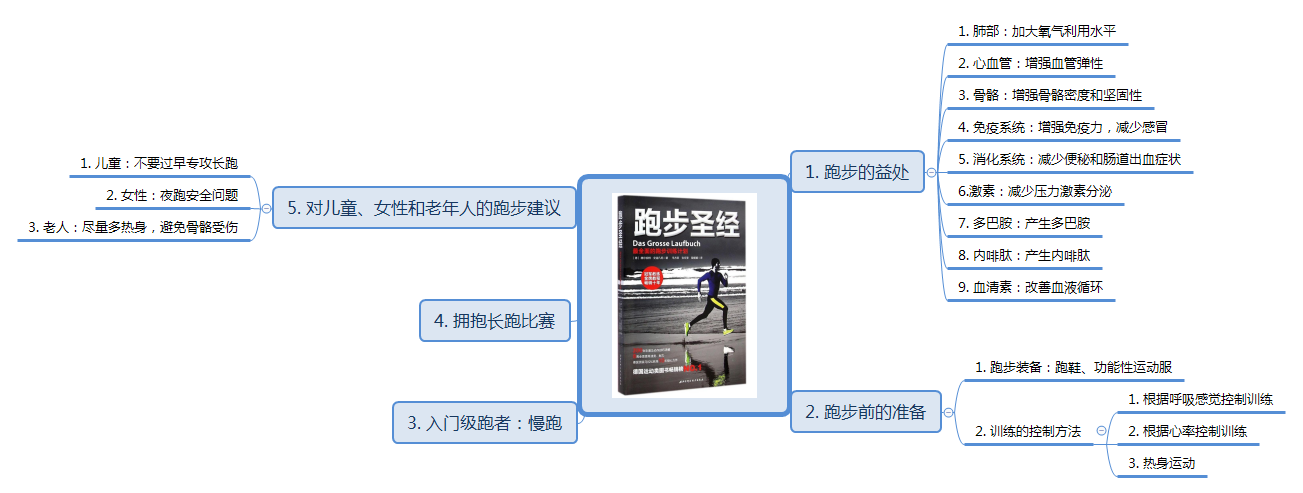 1. 跑步的益处
1. 肺部：加大氧气利用水平
2. 心血管：增强血管弹性
3. 骨骼：增强骨骼密度和坚固性
4. 免疫系统：增强免疫力，减少感冒
5. 消化系统：减少便秘和肠道出血症状
6.激素：减少压力激素分泌
7. 多巴胺：产生多巴胺
8. 内啡肽：产生内啡肽
9. 血清素：改善血液循环
2. 跑步前的准备
1. 跑步装备：跑鞋、功能性运动服
2. 训练的控制方法
1. 根据呼吸感觉控制训练
2. 根据心率控制训练
3. 热身运动
3. 入门级跑者：慢跑
4. 拥抱长跑比赛
5. 对儿童、女性和老年人的跑步建议
1. 儿童：不要过早专攻长跑
2. 女性：夜跑安全问题
3. 老人：尽量多热身，避免骨骼受伤
跑步圣经
跑步圣经
Das Grosse Laufbuch